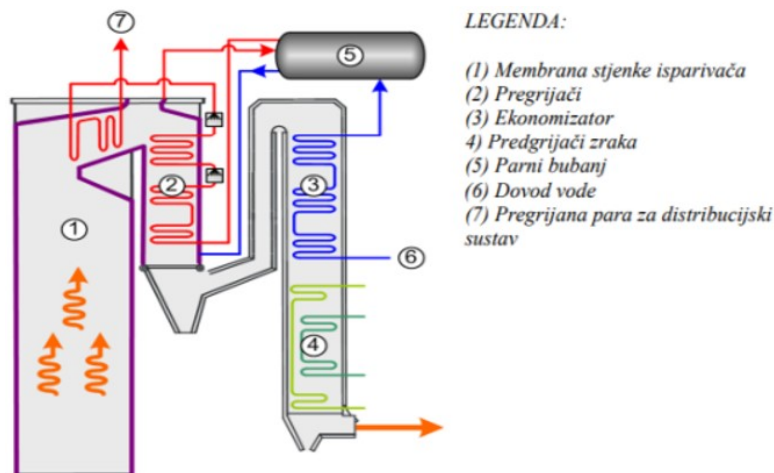 7
5
LEGENDA:
(1) Membrana stjenke isparivača
(2) Pregrijači
(3) Ekonomizator
4) Predgrijači zraka
(5) Parni bubanj
(6) Dovod vode
(7) Pregrijana para za distribucijski
sustav
2
3
1
6
4